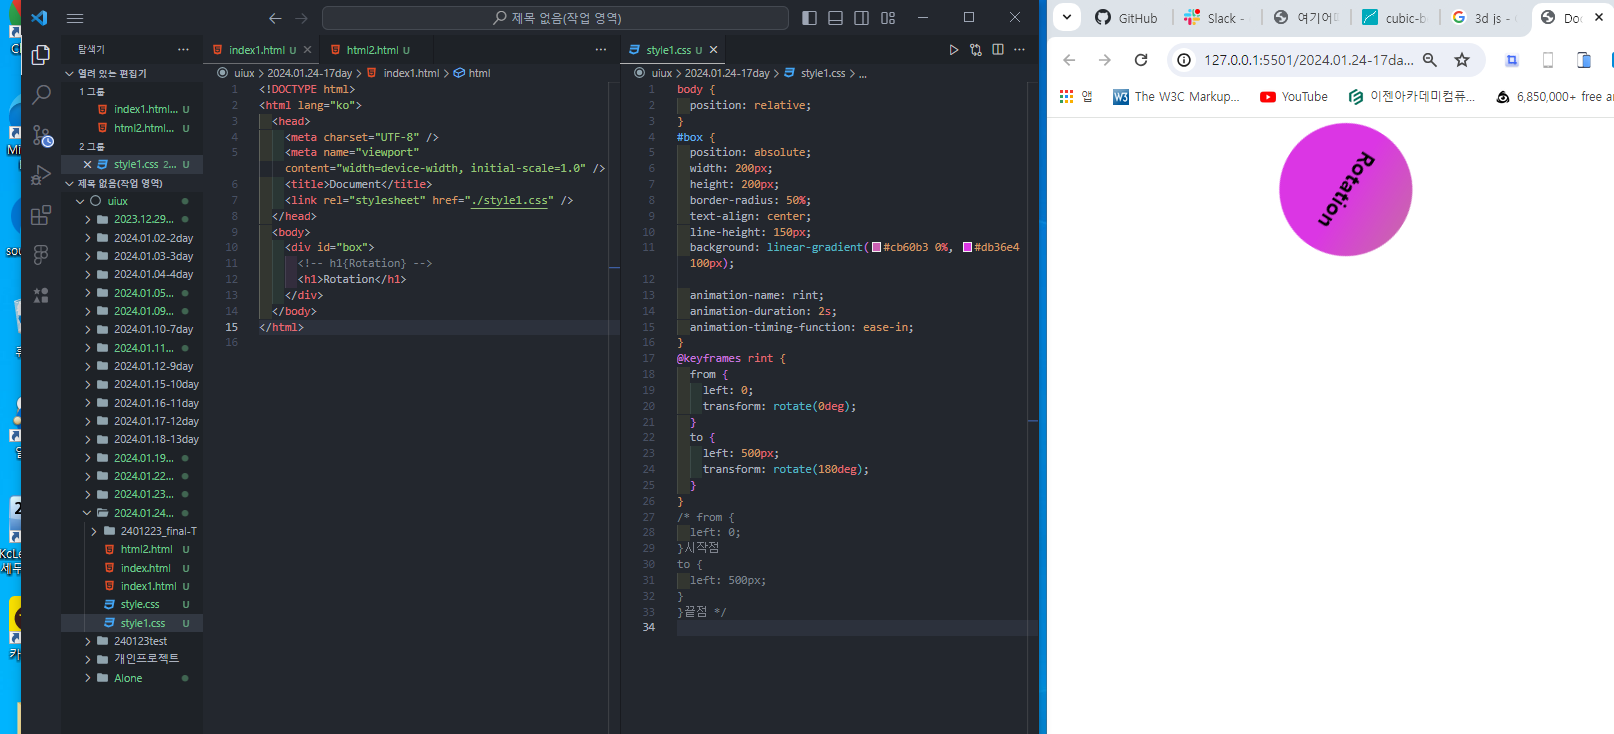 제목 없음(작업 영역)
탐색기
열려 있는 편집기
1 그룹
index1.html... U
html2.html... U
2 그룹
style1.css 2... U
제목 없음(작업 영역)
uiux
2023.12.29...
2024.01.02-2day
2024.01.03-3day
2024.01.04-4day
2024.01.05...
2024.01.09...
2024.01.10-7day
2024.01.11...
2024.01.12-9day
2024.01.15-10day
2024.01.16-11day
2024.01.17-12day
2024.01.18-13day
2024.01.19...
2024.01.22...
2024.01.23...
2024.01.24...
2401223_final-T
html2.html U
index.html U
index1.html U
style.css U
style1.css U
240123test
개인프로젝트
Alone
index1.html U
html2.html U
uiux > 2024.01.24-17day > index1.html > html
1 <!DOCTYPE html>
2 <html lang="ko">
3 <head>
4 <meta charset="UTF-8" />
5 <meta name="viewport"
content="width=device-width, initial-scale=1.0" />
6 <title>Document</title>
7 <link rel="stylesheet" href="./style1.css" />
8 </head>
9 <body>
10 <div id="box">
11 <!-- h1{Rotation} -->
12 <h1>Rotation</h1>
13 </div>
14 </body>
15 </html>
16
style1.css U
uiux > 2024.01.24-17day > style1.css > ...
1 body {
2 position: relative;
3 }
4 #box {
5 position: absolute;
6 width: 200px;
7 height: 200px;
8 border-radius: 50%;
9 text-align: center;
10 line-height: 150px;
11 background: linear-gradient(#cb60b3 0%, #db36e4
100px);
12
13 animation-name: rint;
14 animation-duration: 2s;
15 animation-timing-function: ease-in;
16 }
17 @keyframes rint {
18 from {
19 left: 0;
20 transform: rotate(0deg);
21 }
22 to {
23 left: 500px;
24 transform: rotate(180deg);
25 }
26 }
27 /* from {
28 left: 0;
29 }시작점
30 to {
31 left: 500px;
32 }
33 }끝점 */
34
GitHub
Slack -
여기어
cubic-b
3d js -
Do
127.0.0.1:5501/2024.01.24-17da...
앱
The W3C Markup...
YouTube
이젠아카데미컴퓨...
6,850,000+ free a
Rotation